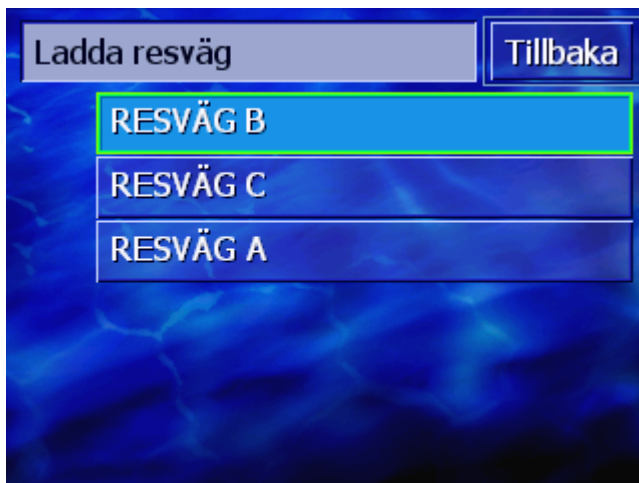 Ladda resväg
Tillbaka
RESVÄG B
RESVÄG C
RESVÄG A